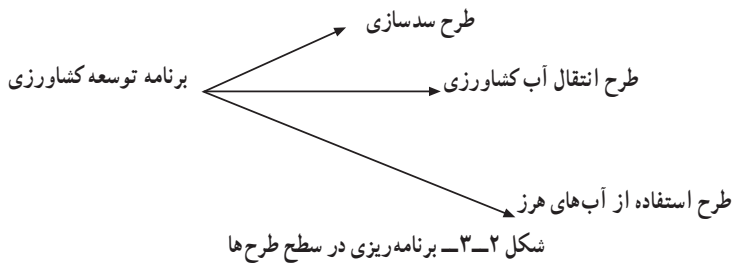 طرح سدسازی
برنامه توسعه کشاورزی
طرح انتقال آب کشاورزی
طرح استفاده از آب‌های هرز
شکل ۲ــ۳ــ برنامه‌ریزی در سطح طرح‌ها